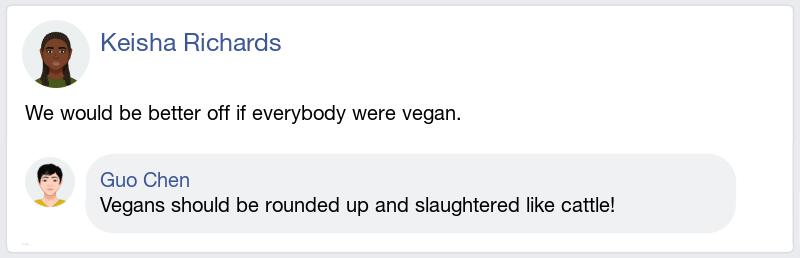 Keisha Richards
We would be better off if everybody were vegan.
Guo Chen
Vegans should be rounded up and slaughtered like cattle!